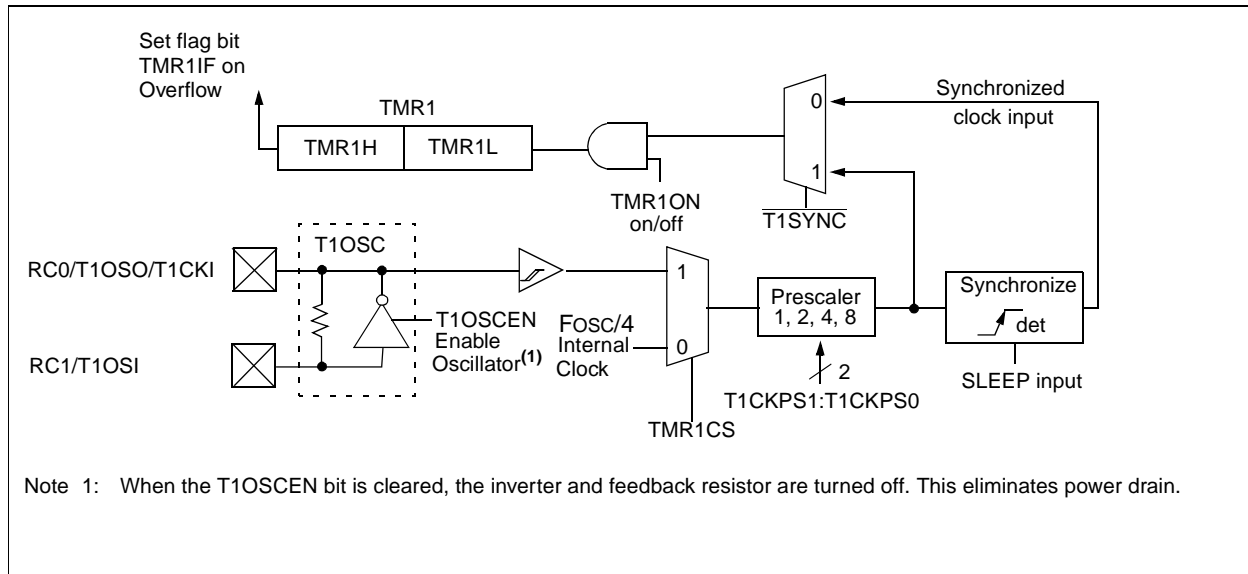 Set flag bit
TMR1IF on
Overflow
TMR1
TMR1H
TMR1L
TMR1ON
on/off
0
1
T1SYNC
Synchronized
clock input
RC0/T1OSO/T1CKI
RC1/T1OSI
T1OSC
T1OSCEN
Enable
Oscillator(1)
FOSC/4
Internal
Clock
1
0
TMR1CS
Prescaler
1, 2, 4, 8
2
T1CKPS1:T1CKPS0
Synchronize
det
SLEEP input
Note 1: When the T1OSCEN bit is cleared, the inverter and feedback resistor are turned off. This eliminates power drain.